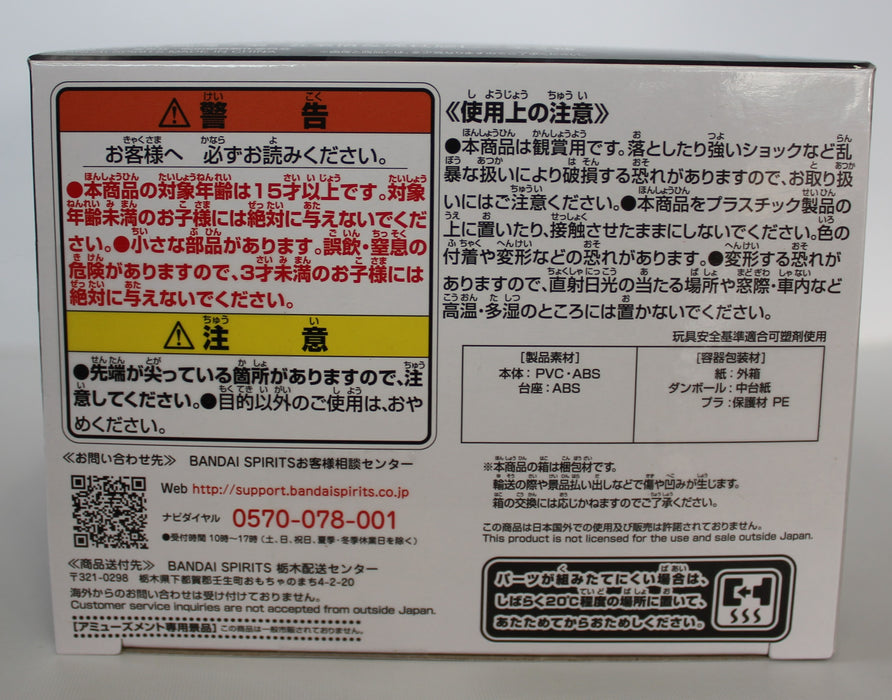 ⚠警告
お客様へ 必ずお読みください。
●本商品の対象年齢は15才以上です。対象
年齢未満のお子様には絶対に与えないでくだ
さい。●小さな部品があります。誤飲・窒息の
危険がありますので、3才未満のお子様には
絶対に与えないでください。
⚠注意
●先端が尖っている箇所がありますので、注
意してください。●目的以外のご使用は、おや
めください。
≪お問い合わせ先≫ BANDAI SPIRITSお客様相談センター
Web http://support.bandaispirits.co.jp
ナビダイヤル 0570-078-001
●受付時間 10時〜17時 (土、日、祝日、夏季・冬季休業日を除く)
≪商品送付先≫ BANDAI SPIRITS 栃木配送センター
〒321-0298 栃木県下都賀郡壬生町おもちゃのまち4-2-20
海外からのお問い合わせは受け付けておりません。
Customer service inquiries are not accepted from outside Japan.
[アミューズメント専用景品] この商品は一般市販されておりません。
≪使用上の注意≫
●本商品は観賞用です。落としたり強いショックなど乱
暴な扱いにより破損する恐れがありますので、お取り扱
いにはご注意ください。●本商品をプラスチック製品の
上に置いたり、接触させたままにしないでください。色の
付着や変形などの恐れがあります。●変形する恐れが
ありますので、直射日光の当たる場所や窓際・車内など
高温・多湿のところには置かないでください。
玩具安全基準適合可塑剤使用
[製品素材]
本体：PVC・ABS
台座：ABS
[容器包装材]
紙：外箱
ダンボール：中台紙
プラ：保護材 PE
※本商品の箱は梱包材です。
輸送の際や景品払い出しなどで傷や凹みが生じます。
箱の交換には応じかねますのでご了承ください。
この商品は日本国外での使用及び販売は許諾されておりません。
This product is not licensed for the use and sale outside Japan.
パーツが組みたてにくい場合は、
しばらく20℃程度の場所に置いて、
あたためてからおためしください。